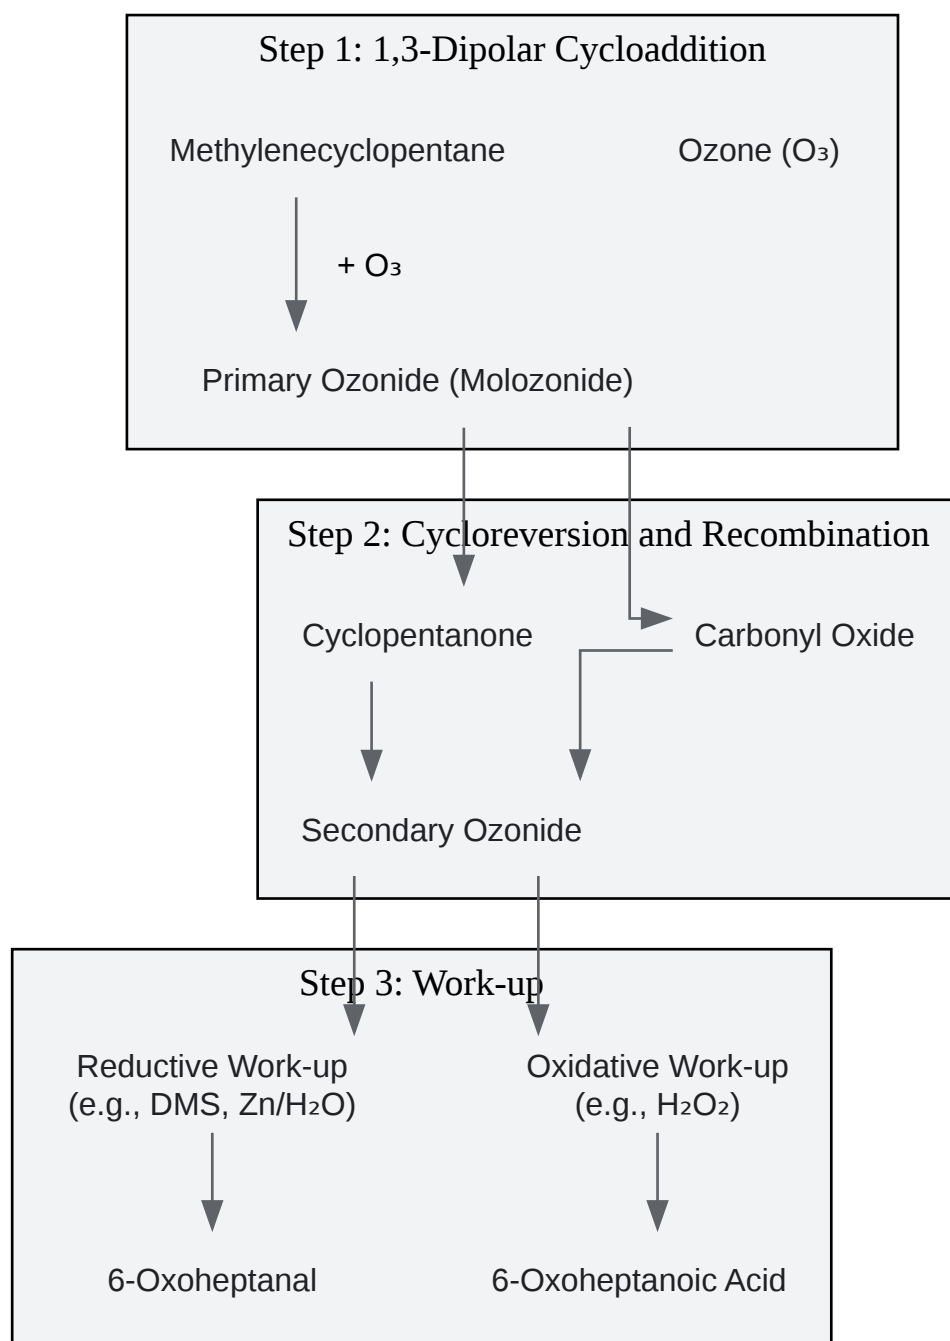 Step 1: 1,3-Dipolar Cycloaddition
Methylenecyclopentane
Ozone (O₃)
+ O₃
Primary Ozonide (Molozonide)
Step 2: Cycloreversion and Recombination
Cyclopentanone
Carbonyl Oxide
Secondary Ozonide
Step 3: Work-up
Reductive Work-up
(e.g., DMS, Zn/H₂O)
Oxidative Work-up
(e.g., H₂O₂)
6-Oxoheptanal
6-Oxoheptanoic Acid